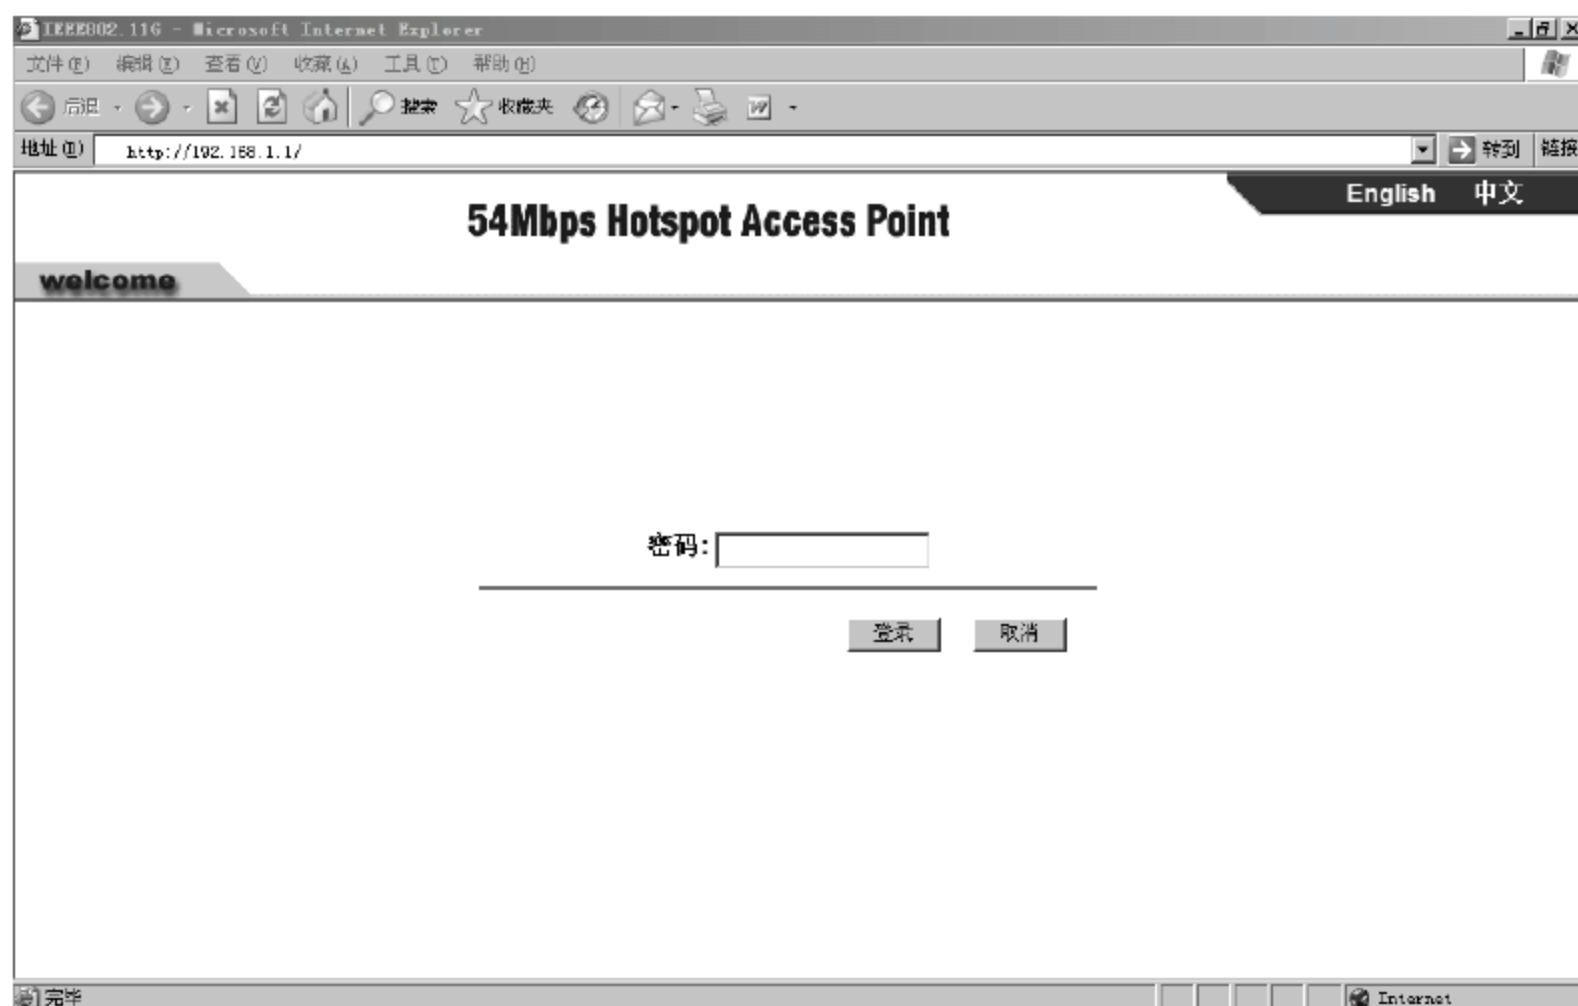 IEEE802.11G - Microsoft Internet Explorer
文件(F) 编辑(E) 查看(V) 收藏(A) 工具(T) 帮助(H)
后退 搜索 收藏夹
地址(D) http://192.168.1.1/ 转到 链接
English 中文
54Mbps Hotspot Access Point
welcome
密码:
登录 取消
完毕 Internet